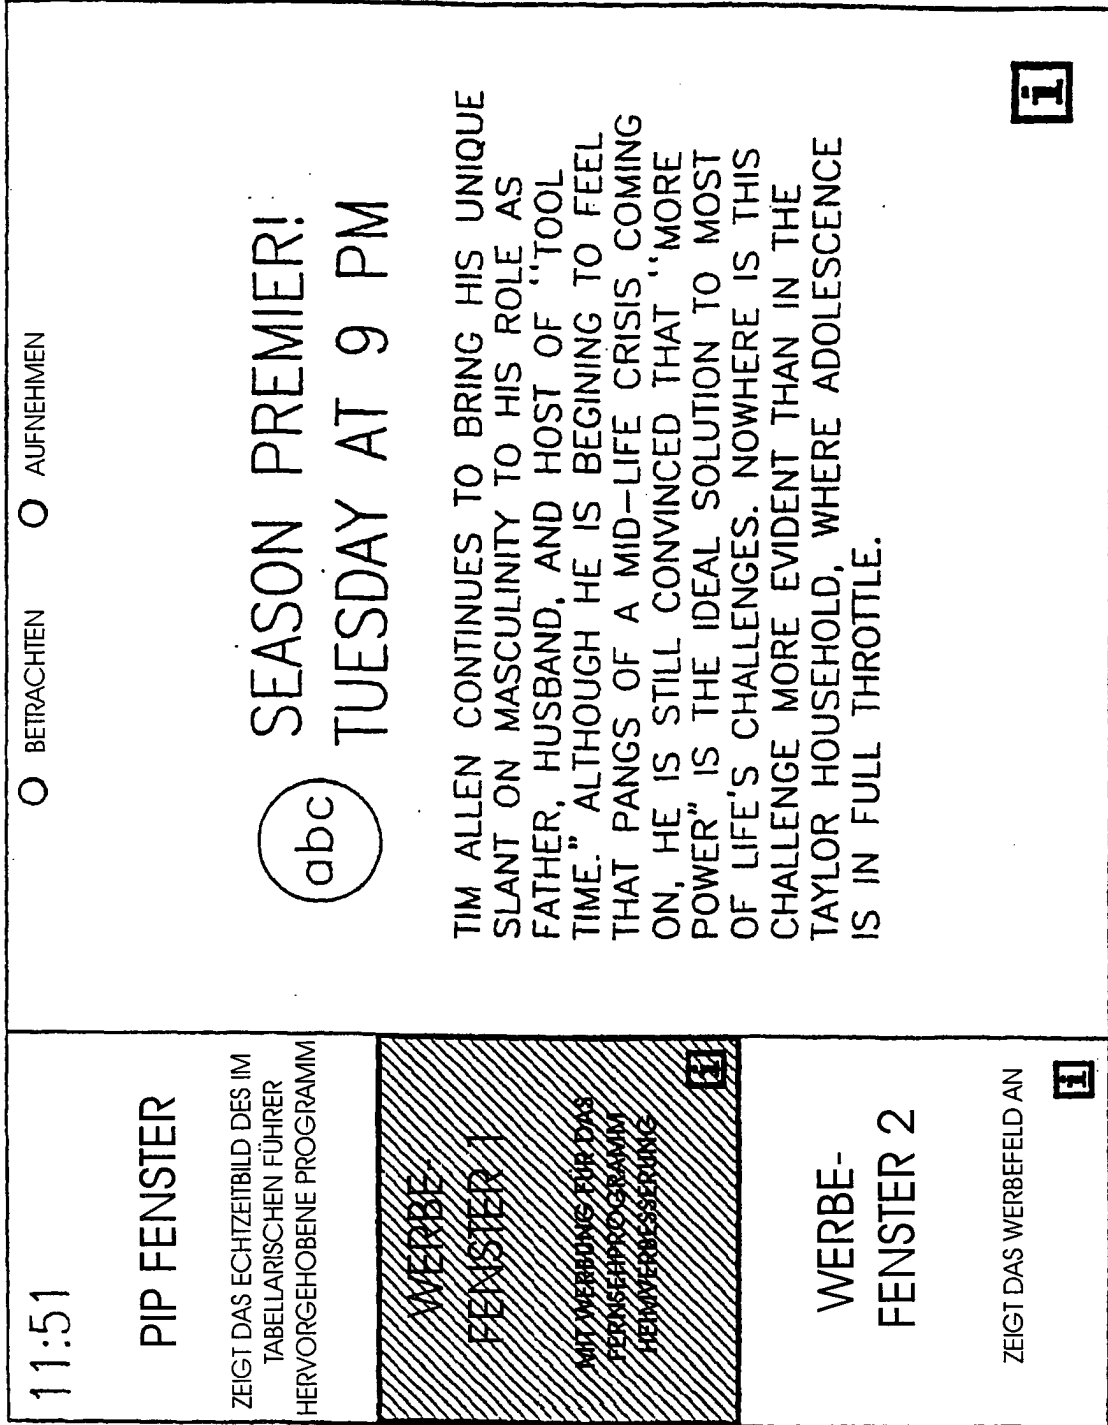 11:51
PIP FENSTER
ZEIGT DAS ECHTZEITBILD DES IM
TABELLARISCHEN FÜHRER
HERVORGEHOBENE PROGRAMM
WERBE-
FENSTER 1
MIT WERBUNG FÜR DAS
FERNSEHPROGRAMM
HEIMVERBESSERUNG
i
WERBE-
FENSTER 2
ZEIGT DAS WERBEFELD AN
i
O BETRACHTEN O AUFNEHMEN
abc
SEASON PREMIER!
TUESDAY AT 9 PM
TIM ALLEN CONTINUES TO BRING HIS UNIQUE
SLANT ON MASCULINITY TO HIS ROLE AS
FATHER, HUSBAND, AND HOST OF "TOOL
TIME." ALTHOUGH HE IS BEGINING TO FEEL
THAT PANGS OF A MID-LIFE CRISIS COMING
ON, HE IS STILL CONVINCED THAT "MORE
POWER" IS THE IDEAL SOLUTION TO MOST
OF LIFE'S CHALLENGES. NOWHERE IS THIS
CHALLENGE MORE EVIDENT THAN IN THE
TAYLOR HOUSEHOLD, WHERE ADOLESCENCE
IS IN FULL THROTTLE.
i